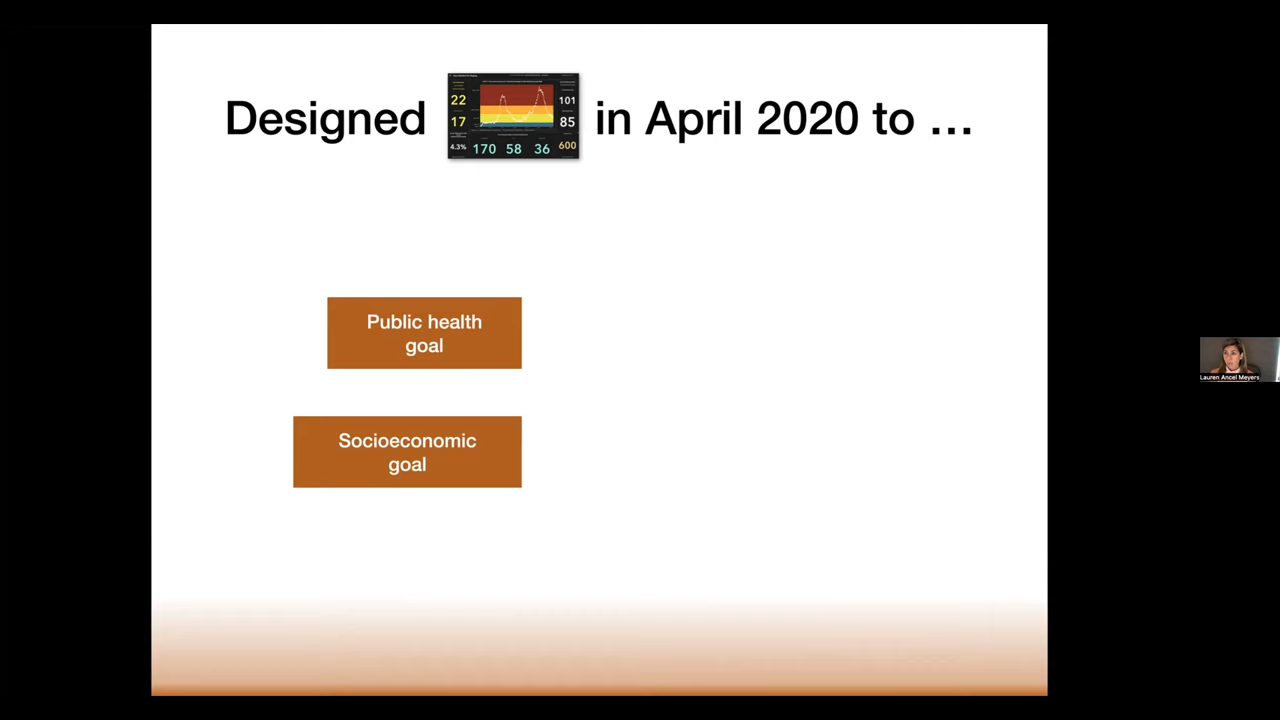 Designed in April 2020 to …
22
101
17
85
4.3%
170 58 36
600
Public health
goal
Socioeconomic
goal
Lauren Ancel Meyers